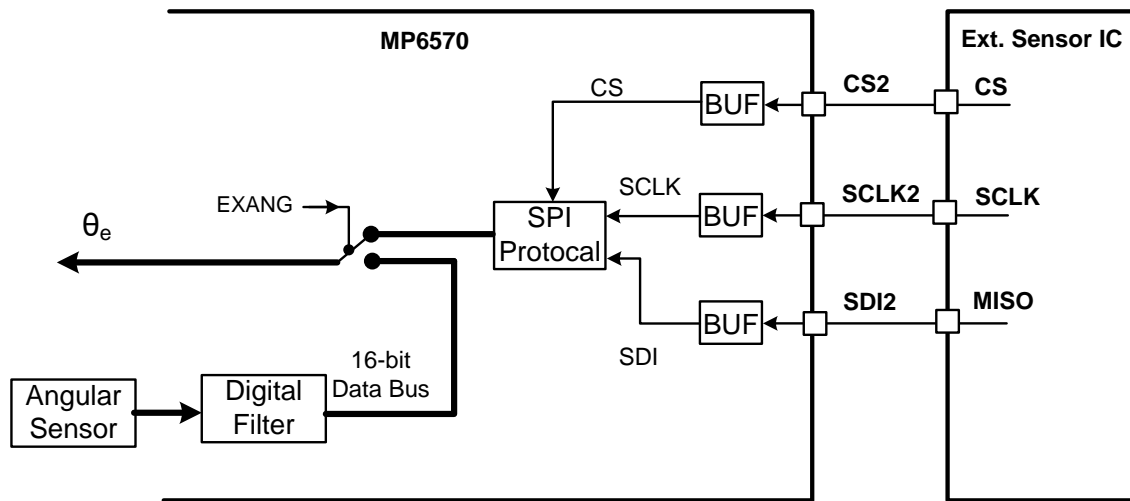 MP6570
Ext. Sensor IC
CS
BUF
CS2
CS
EXANG
SCLK
BUF
SCLK2
SCLK
θe
SPI
Protocal
SDI
BUF
SDI2
MISO
16-bit
Data Bus
Angular
Sensor
Digital
Filter